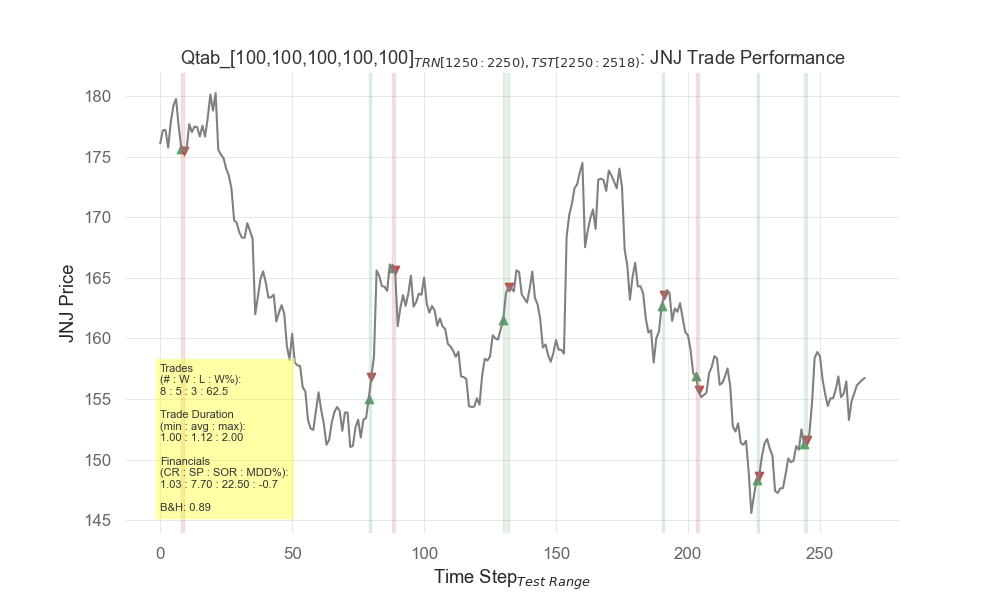 Qtab_[100,100,100,100,100]TRN[1250:2250),TST[2250:2518): JNJ Trade Performance
JNJ Price
180
175
170
165
160
155
150
145
Trades
(# : W : L : W%):
8 : 5 : 3 : 62.5
Trade Duration
(min : avg : max):
1.00 : 1.12 : 2.00
Financials
(CR : SP : SOR : MDD%):
1.03 : 7.70 : 22.50 : -0.7
B&H: 0.89
0 50 100 150 200 250
Time StepTest Range